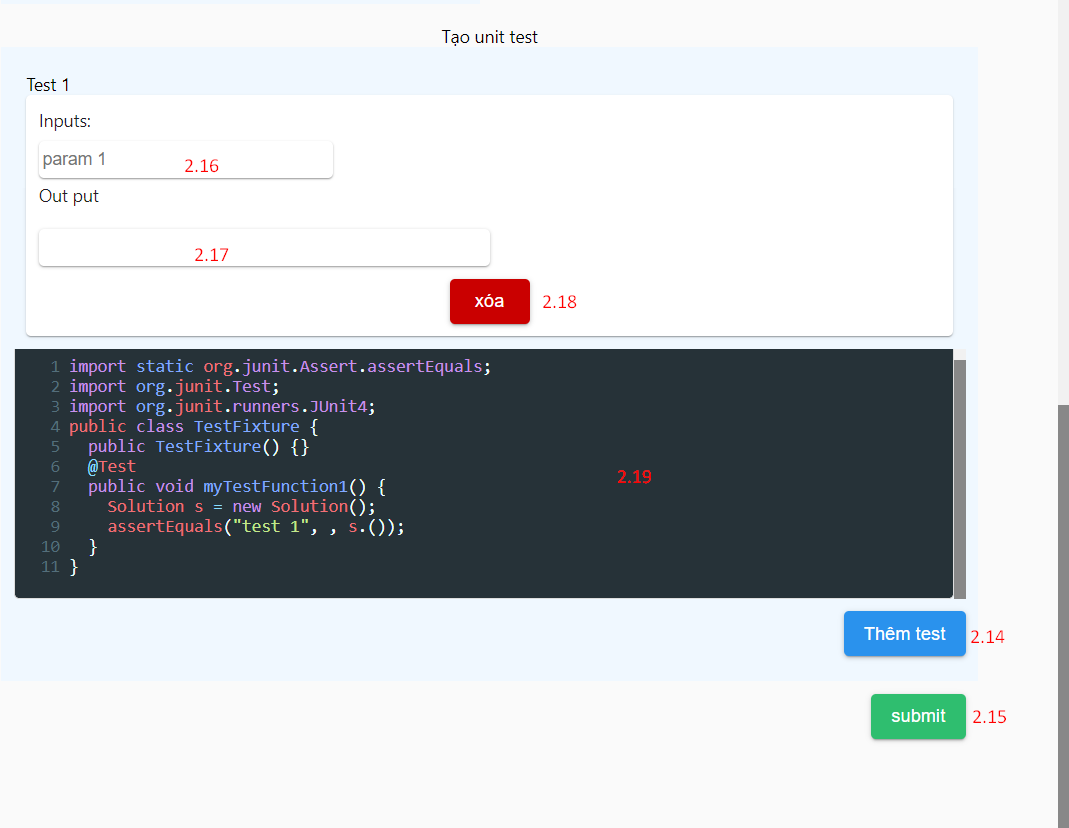 Tạo unit test
Test 1
Inputs:
param 1 2.16
Out put
2.17
xóa 2.18
1 import static org.junit.Assert.assertEquals;
2 import org.junit.Test;
3 import org.junit.runners.JUnit4;
4 public class TestFixture {
5   public TestFixture() {}
6   @Test
7   public void myTestFunction1() {
8     Solution s = new Solution();
9     assertEquals("test 1", , s.());
10   }
11 }
2.19
Thêm test 2.14
submit 2.15